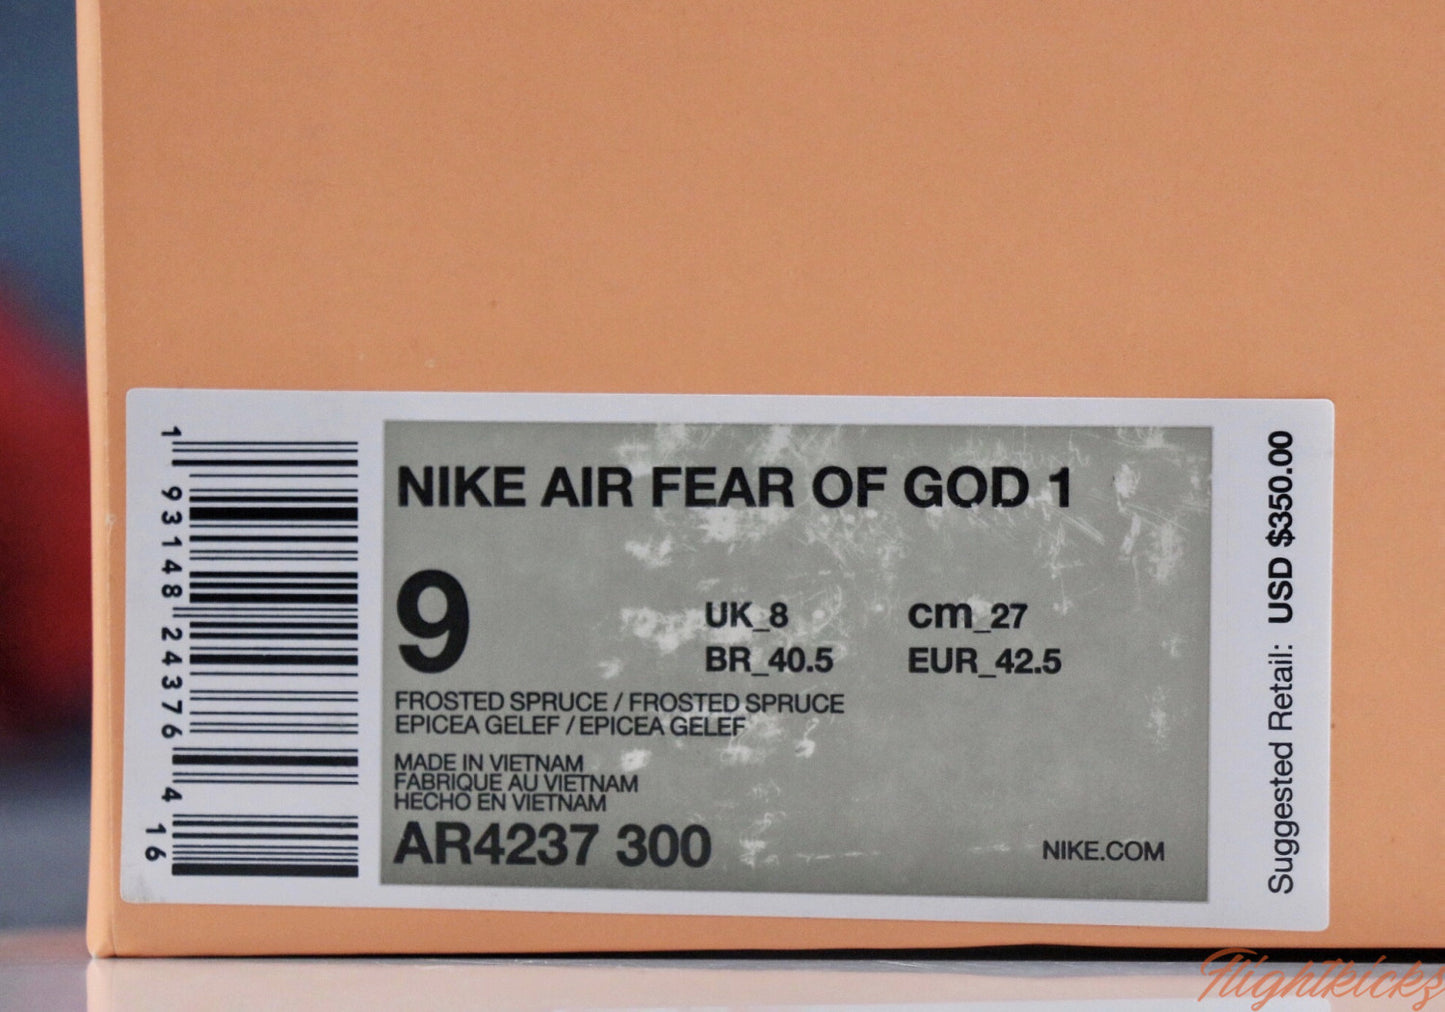 1 93148 24376 4
16
NIKE AIR FEAR OF GOD 1
9
UK_8 cm_27
BR_40.5 EUR_42.5
FROSTED SPRUCE / FROSTED SPRUCE
EPICEA GELEF / EPICEA GELEF
MADE IN VIETNAM
FABRIQUE AU VIETNAM
HECHO EN VIETNAM
AR4237 300
NIKE.COM
Suggested Retail: USD $350.00
Flightkickz